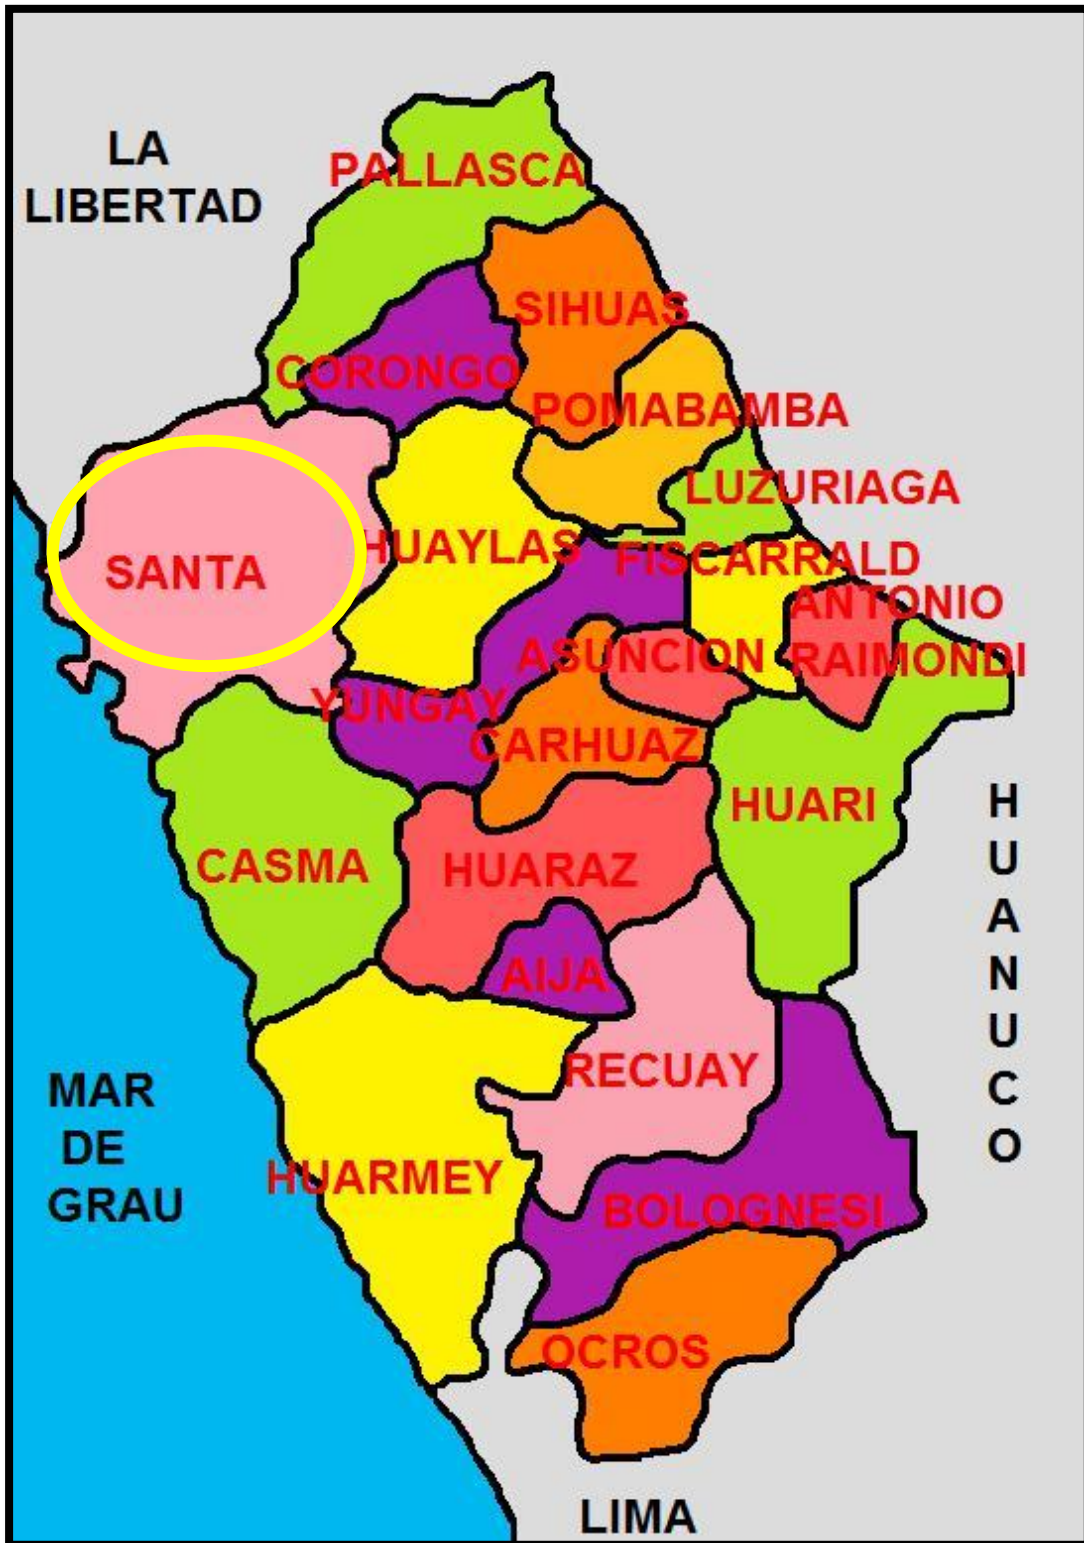 LA
LIBERTAD
PALLASCA
SIHUAS
CORONGO
POMABAMBA
LUZURIAGA
HUAYLAS
FISCARRALD
SANTA
ANTONIO
RAIMONDI
ASUNCION
YUNGAY
CARHUAZ
HUARI
CASMA
HUARAZ
AIJA
RECUAY
HUANUCO
MAR
DE
GRAU
HUARMEY
BOLOGNESI
OCROS
LIMA